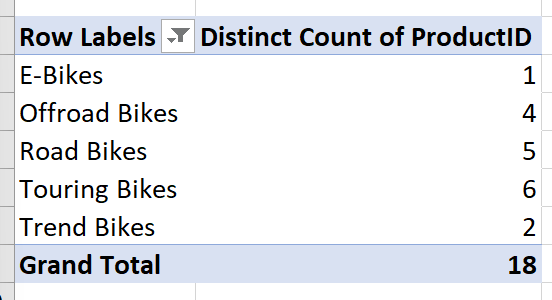 Row Labels Distinct Count of ProductID
E-Bikes 1
Offroad Bikes 4
Road Bikes 5
Touring Bikes 6
Trend Bikes 2
Grand Total 18